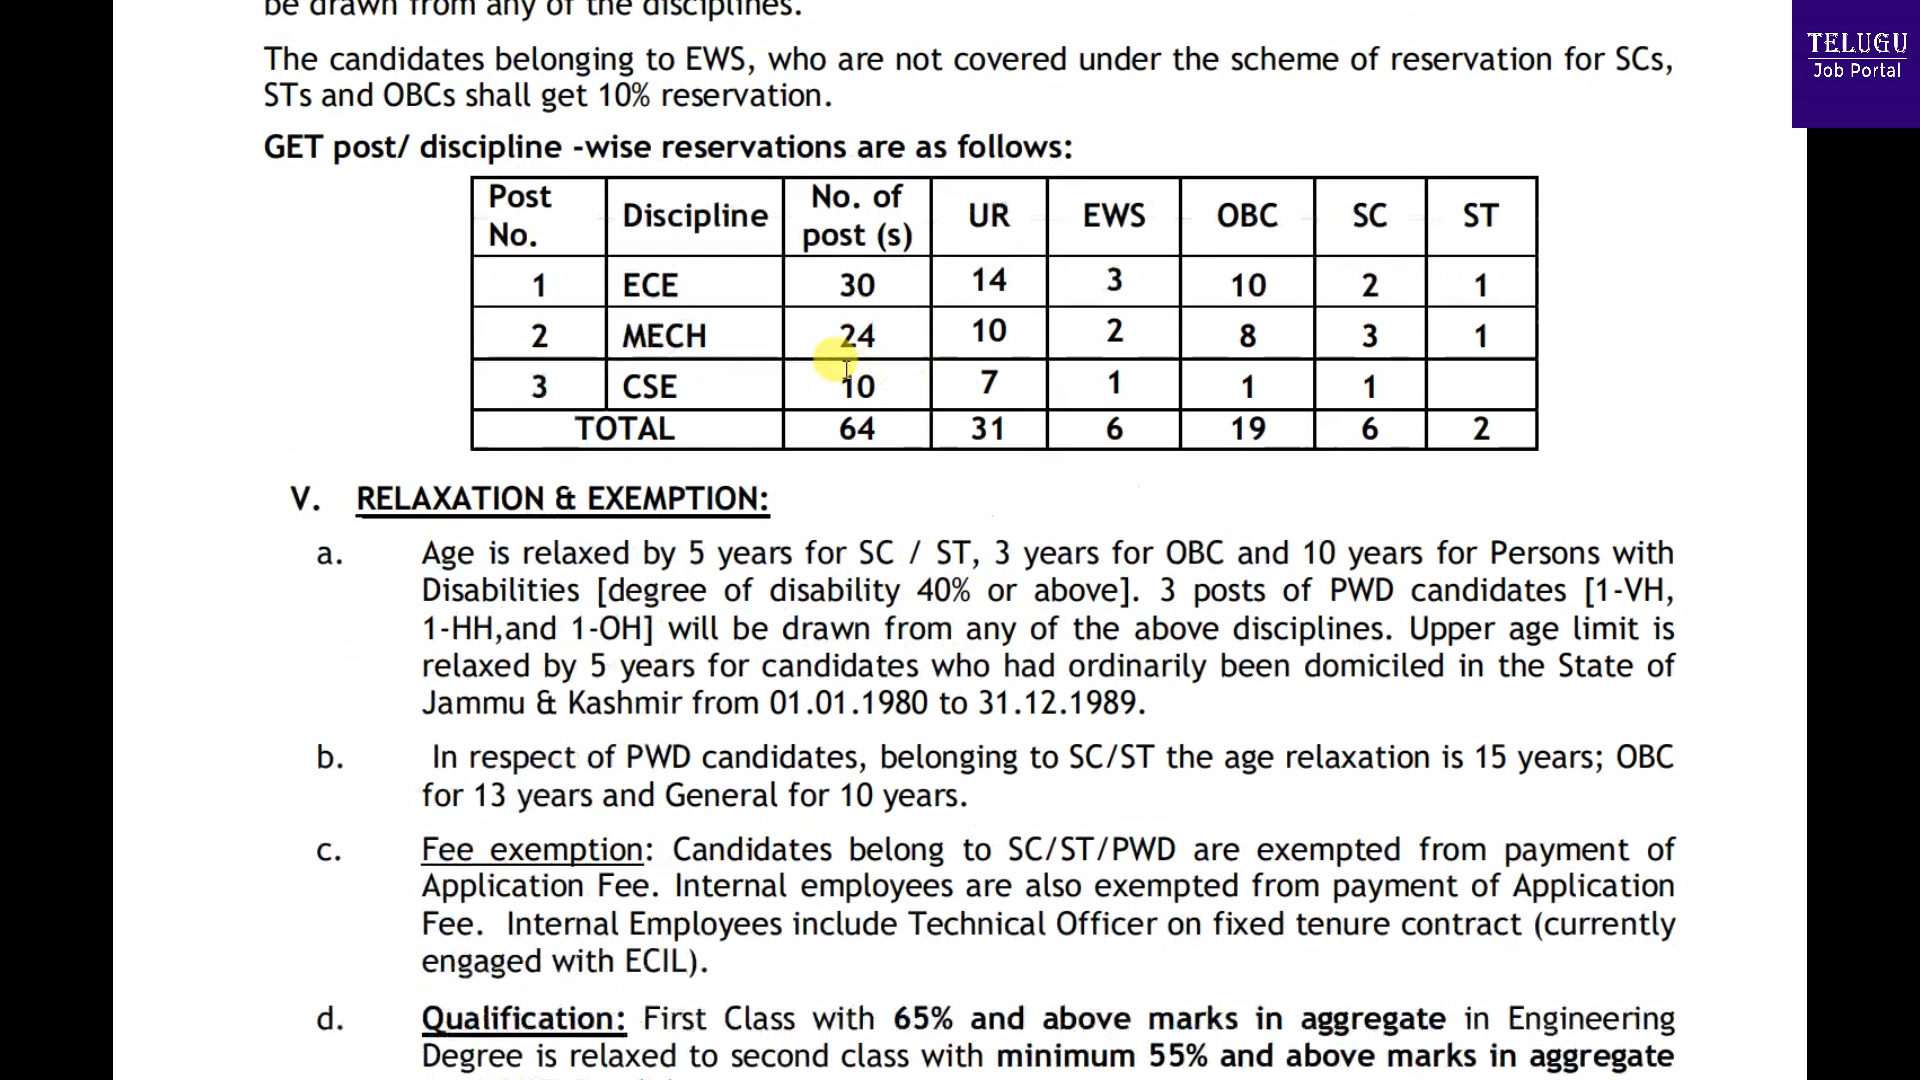 be drawn from any of the disciplines.
TELUGU
Job Portal
The candidates belonging to EWS, who are not covered under the scheme of reservation for SCs,
STs and OBCs shall get 10% reservation.
GET post/ discipline -wise reservations are as follows:
Post No. Discipline No. of post (s) UR EWS OBC SC ST
1 ECE 30 14 3 10 2 1
2 MECH 24 10 2 8 3 1
3 CSE 10 7 1 1 1
TOTAL 64 31 6 19 6 2
V. RELAXATION & EXEMPTION:
a. Age is relaxed by 5 years for SC / ST, 3 years for OBC and 10 years for Persons with
Disabilities [degree of disability 40% or above]. 3 posts of PWD candidates [1-VH,
1-HH,and 1-OH] will be drawn from any of the above disciplines. Upper age limit is
relaxed by 5 years for candidates who had ordinarily been domiciled in the State of
Jammu & Kashmir from 01.01.1980 to 31.12.1989.
b. In respect of PWD candidates, belonging to SC/ST the age relaxation is 15 years; OBC
for 13 years and General for 10 years.
c. Fee exemption: Candidates belong to SC/ST/PWD are exempted from payment of
Application Fee. Internal employees are also exempted from payment of Application
Fee. Internal Employees include Technical Officer on fixed tenure contract (currently
engaged with ECIL).
d. Qualification: First Class with 65% and above marks in aggregate in Engineering
Degree is relaxed to second class with minimum 55% and above marks in aggregate